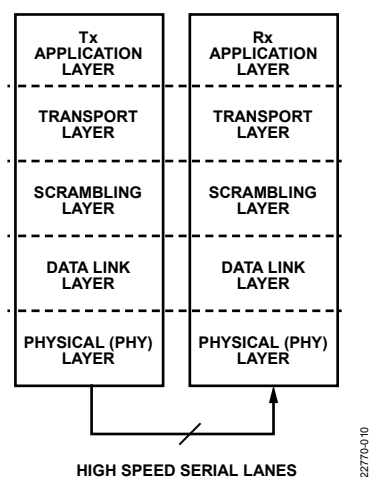 Tx
APPLICATION
LAYER
Rx
APPLICATION
LAYER
TRANSPORT
LAYER
TRANSPORT
LAYER
SCRAMBLING
LAYER
SCRAMBLING
LAYER
DATA LINK
LAYER
DATA LINK
LAYER
PHYSICAL (PHY)
LAYER
PHYSICAL (PHY)
LAYER
HIGH SPEED SERIAL LANES
22770-010